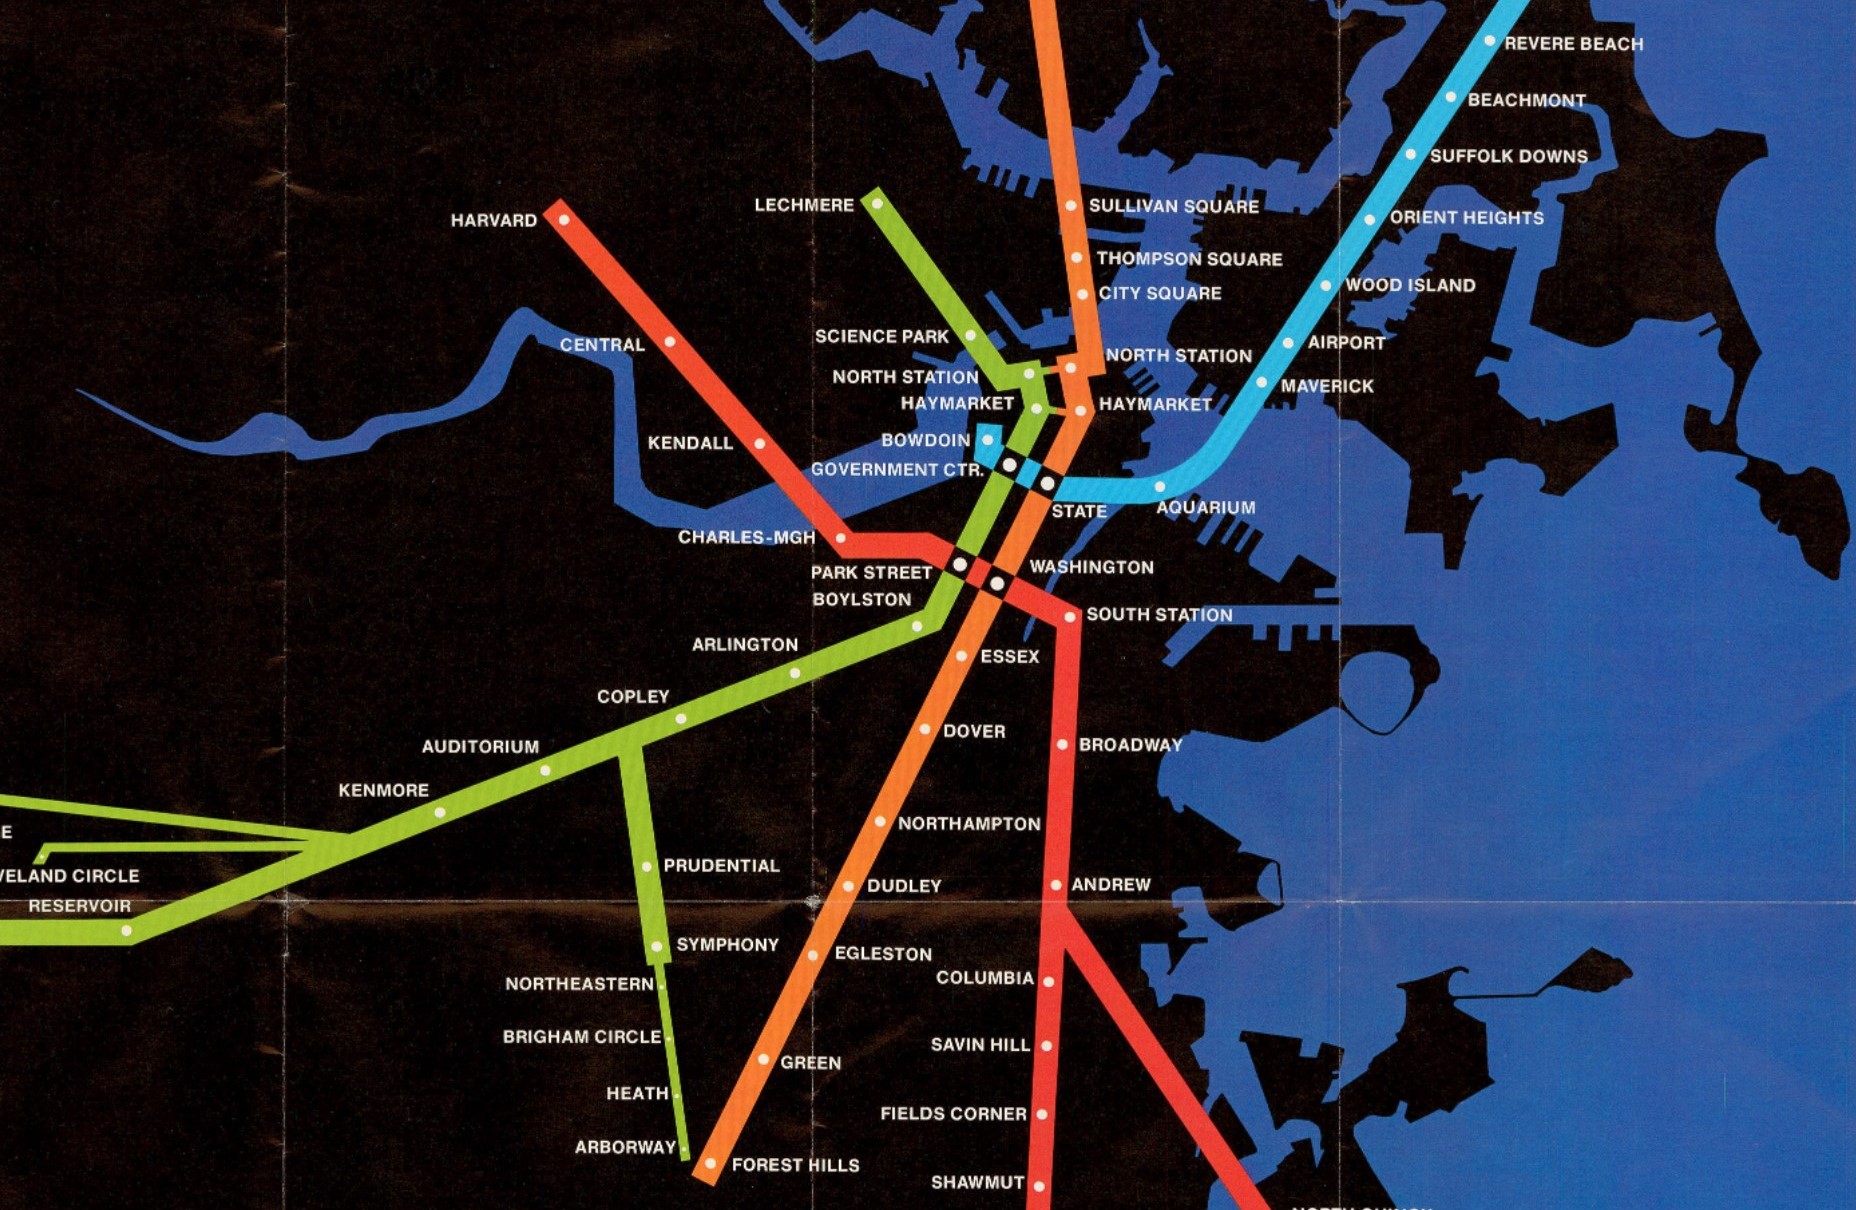 REVERE BEACH
BEACHMONT
SUFFOLK DOWNS
LECHMERE
SULLIVAN SQUARE
HARVARD
ORIENT HEIGHTS
THOMPSON SQUARE
WOOD ISLAND
CITY SQUARE
SCIENCE PARK
CENTRAL
AIRPORT
NORTH STATION
NORTH STATION
MAVERICK
HAYMARKET
HAYMARKET
BOWDOIN
KENDALL
GOVERNMENT CTR.
STATE
AQUARIUM
CHARLES-MGH
WASHINGTON
PARK STREET
BOYLSTON
SOUTH STATION
ARLINGTON
ESSEX
COPLEY
DOVER
BROADWAY
AUDITORIUM
KENMORE
NORTHAMPTON
E
PRUDENTIAL
VELAND CIRCLE
DUDLEY
ANDREW
RESERVOIR
SYMPHONY
EGLESTON
COLUMBIA
NORTHEASTERN
BRIGHAM CIRCLE
SAVIN HILL
GREEN
HEATH
FIELDS CORNER
ARBORWAY
FOREST HILLS
SHAWMUT